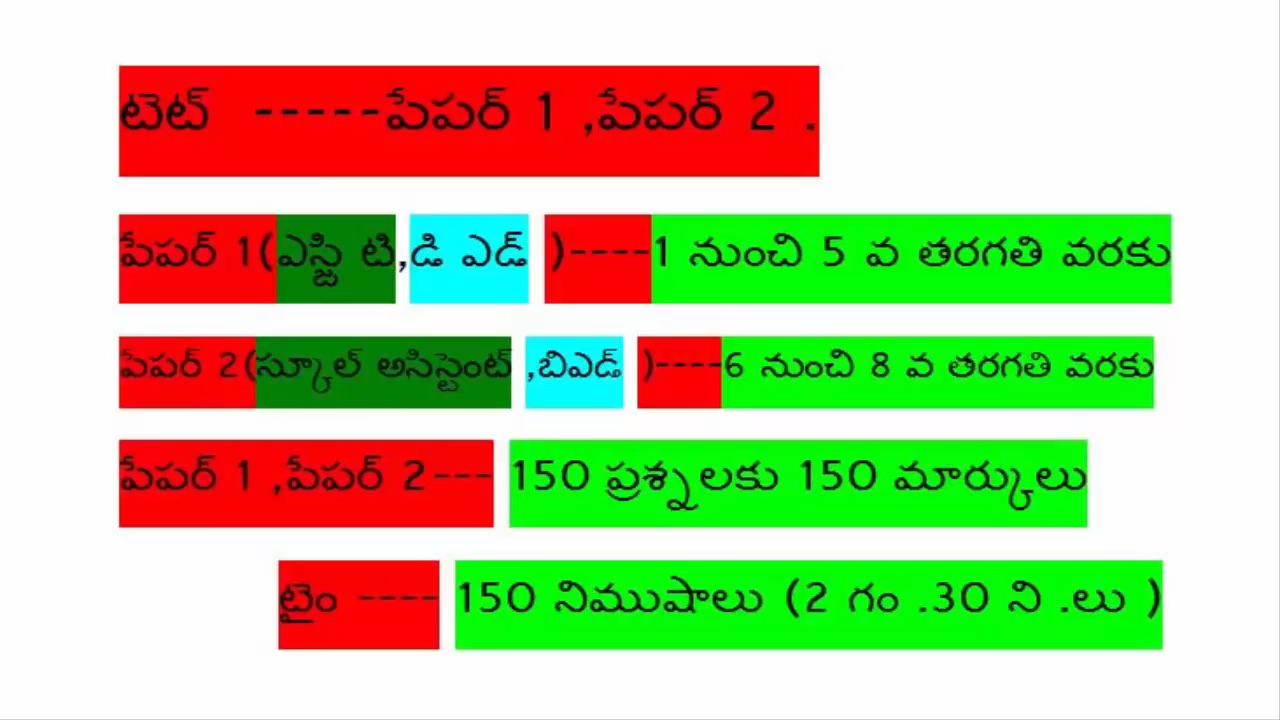 టెట్ -----పేపర్ 1 ,పేపర్ 2 .
పేపర్ 1(ఎస్జి టి,డి ఎడ్ )----1 నుంచి 5 వ తరగతి వరకు
పేపర్ 2(స్కూల్ అసిస్టెంట్ ,బిఎడ్ )----6 నుంచి 8 వ తరగతి వరకు
పేపర్ 1 ,పేపర్ 2--- 150 ప్రశ్నలకు 150 మార్కులు
టైం ---- 150 నిముషాలు (2 గం .30 ని .లు )